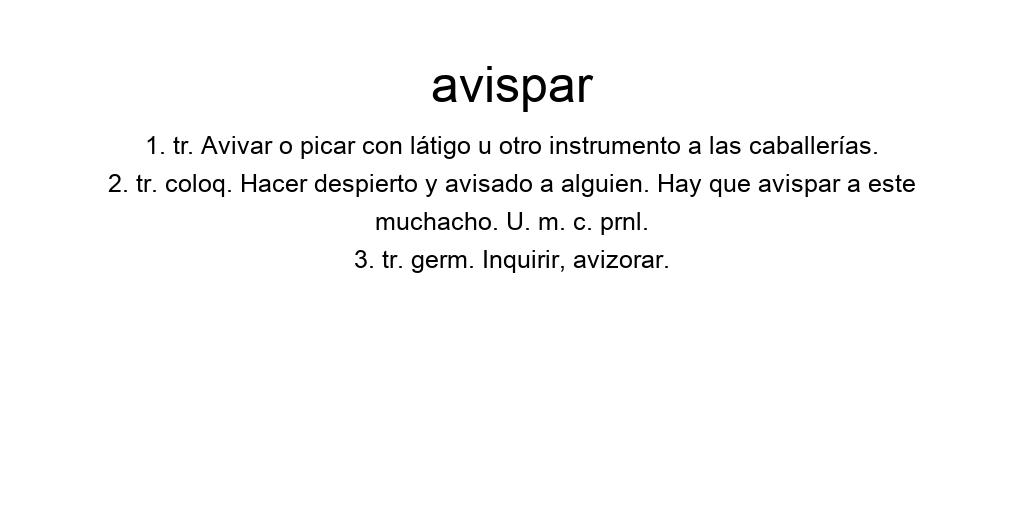 avispar
1. tr. Avivar o picar con látigo u otro instrumento a las caballerías.
2. tr. coloq. Hacer despierto y avisado a alguien. Hay que avispar a este
muchacho. U. m. c. prnl.
3. tr. germ. Inquirir, avizorar.